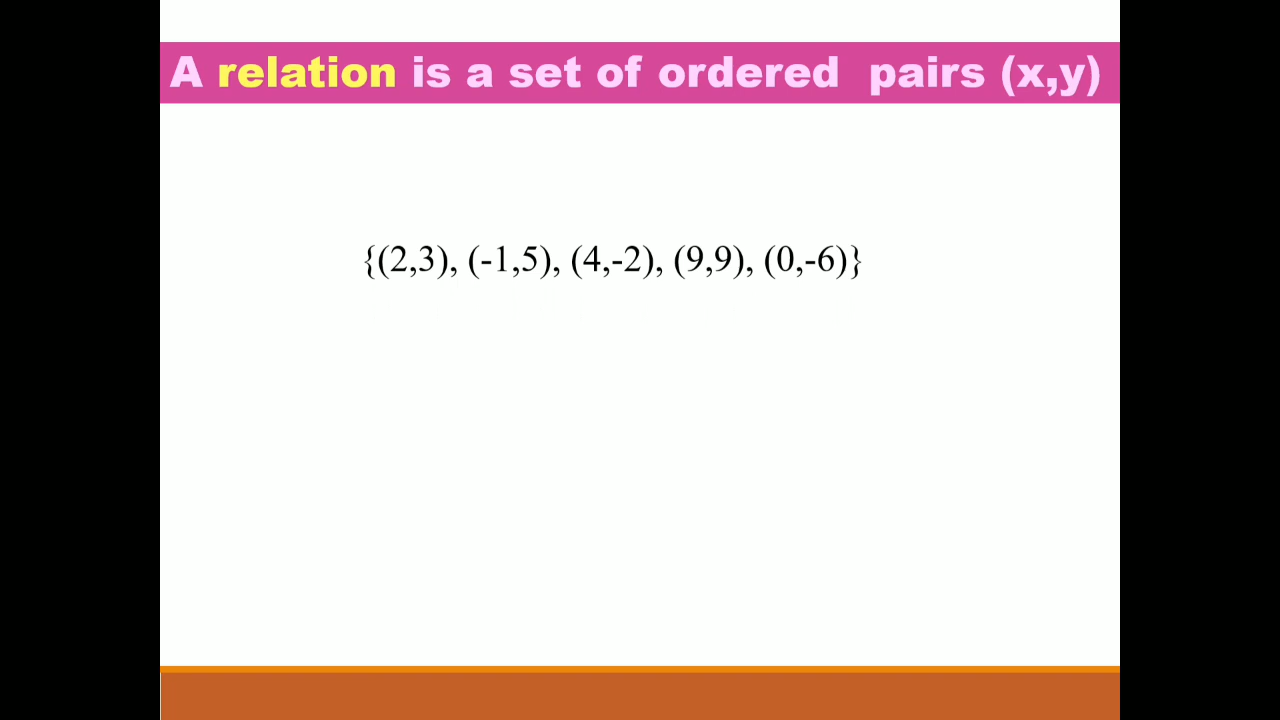 A relation is a set of ordered  pairs (x,y)
{(2,3), (-1,5), (4,-2), (9,9), (0,-6)}